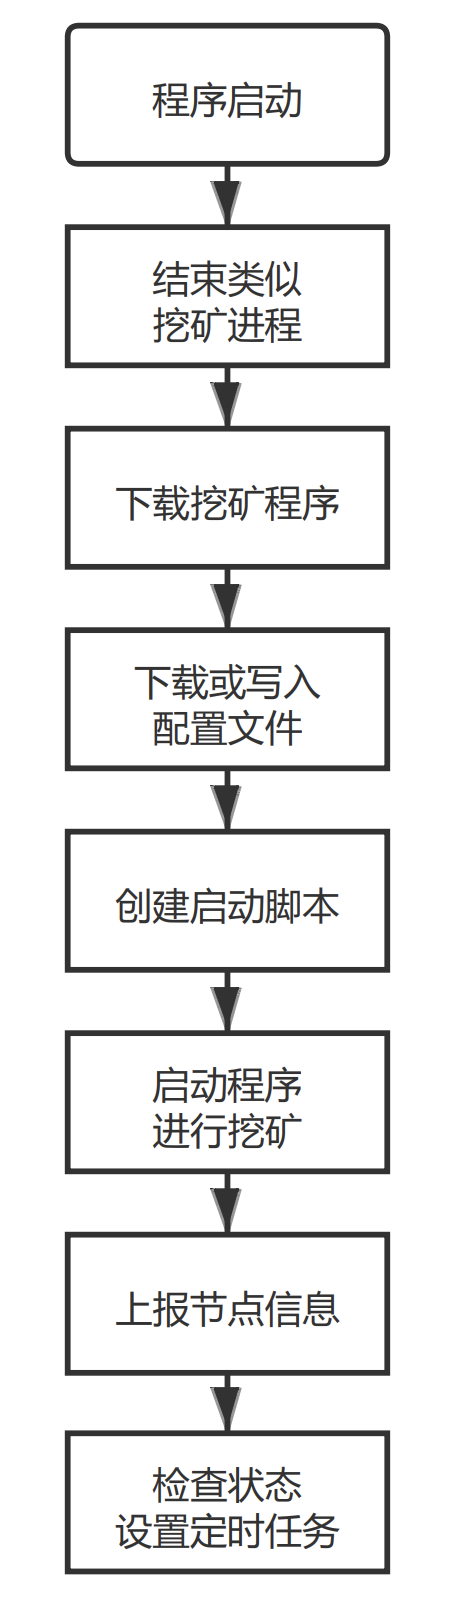 程序启动
结束类似
挖矿进程
下载挖矿程序
下载或写入
配置文件
创建启动脚本
启动程序
进行挖矿
上报节点信息
检查状态
设置定时任务